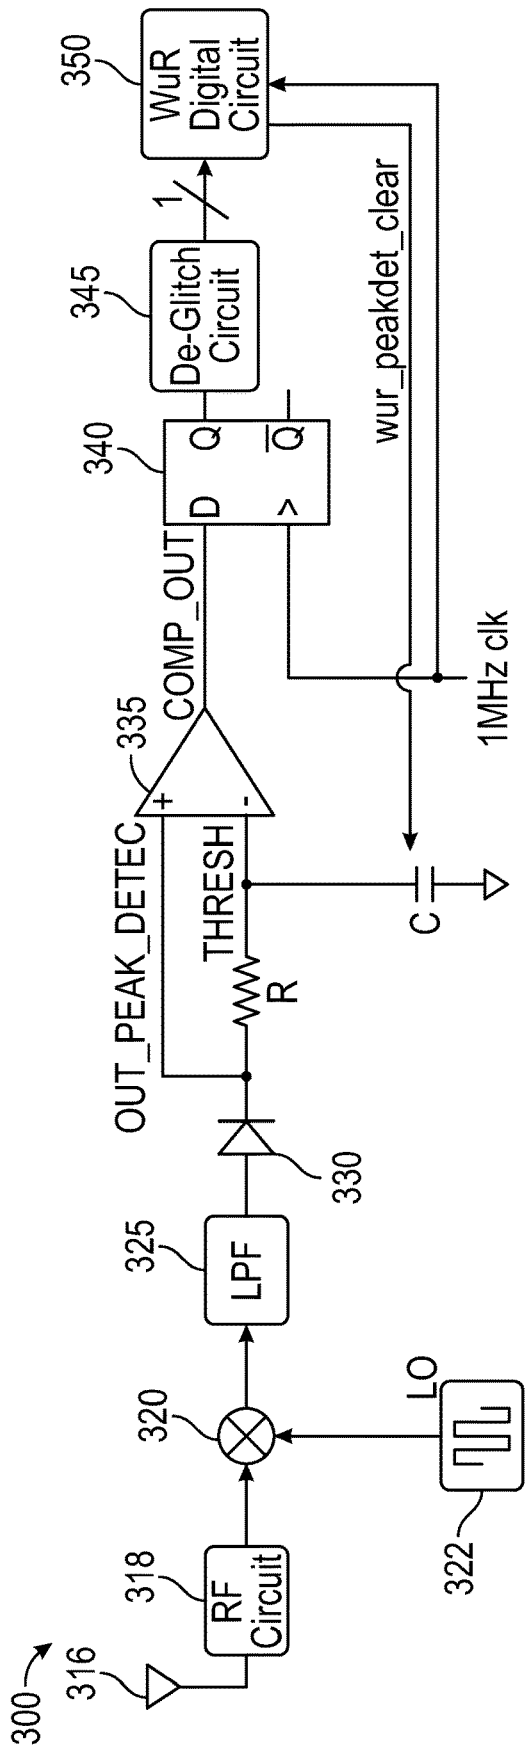 300
316
318
RF
Circuit
320
LO
322
325
LPF
330
OUT_PEAK_DETEC
THRESH
R
C
335
+
-
COMP_OUT
340
D
Q
>
Q̅
1MHz clk
wur_peakdet_clear
345
De-Glitch
Circuit
1
350
WuR
Digital
Circuit